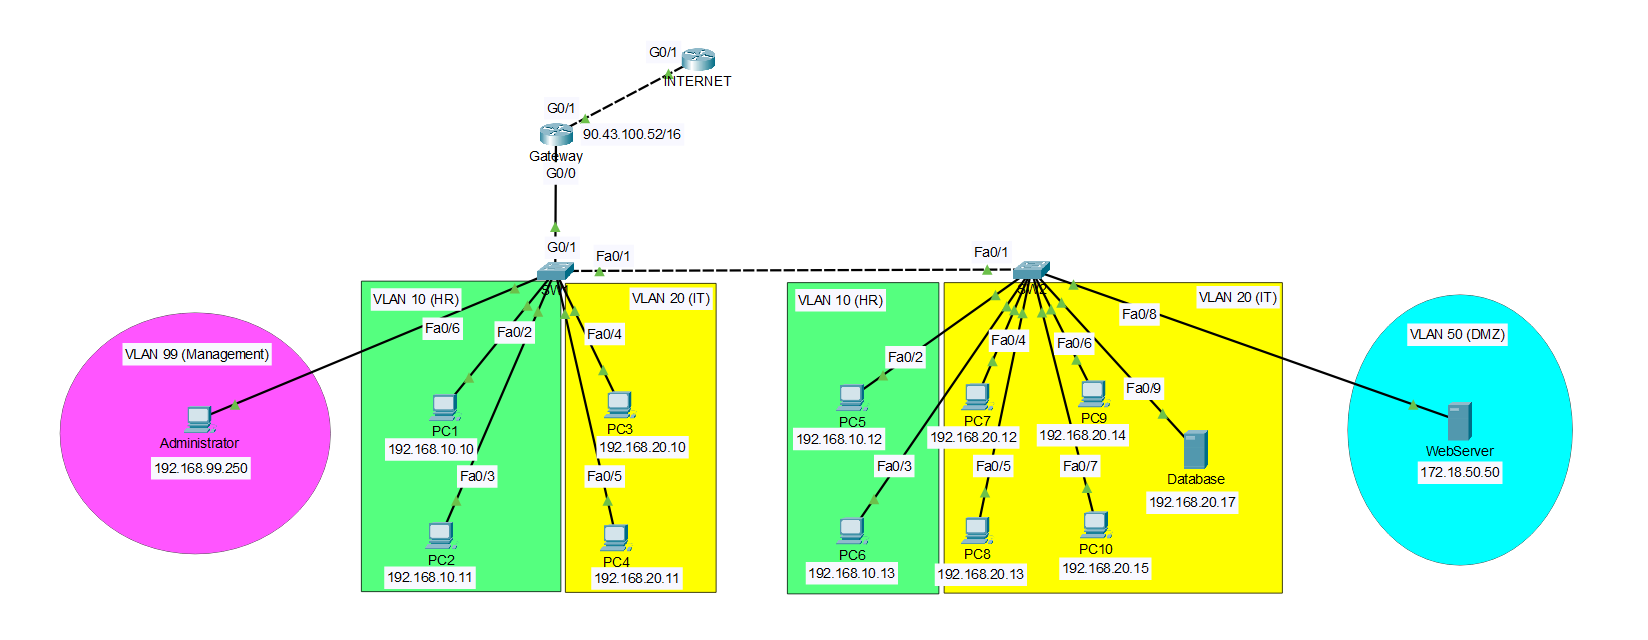 G0/1
INTERNET
G0/1
90.43.100.52/16
Gateway
G0/0
G0/1
Fa0/1
Fa0/1
SW1
SW2
VLAN 10 (HR)
VLAN 20 (IT)
VLAN 10 (HR)
VLAN 20 (IT)
Fa0/6
Fa0/2
Fa0/4
Fa0/8
VLAN 99 (Management)
VLAN 50 (DMZ)
Fa0/2
Fa0/4
Fa0/6
Fa0/9
PC1
192.168.10.10
PC3
192.168.20.10
PC5
192.168.10.12
PC7
192.168.20.12
PC9
192.168.20.14
Administrator
192.168.99.250
WebServer
172.18.50.50
Fa0/3
Fa0/5
Fa0/3
Fa0/5
Fa0/7
Database
192.168.20.17
PC2
192.168.10.11
PC4
192.168.20.11
PC6
192.168.10.13
PC8
192.168.20.13
PC10
192.168.20.15